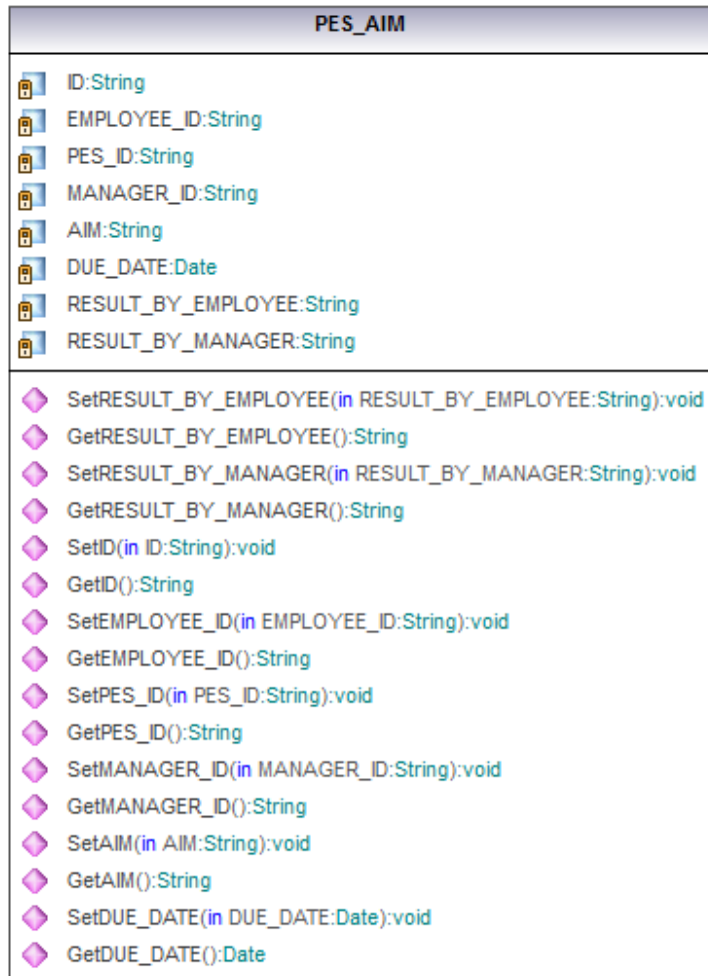 PES_AIM
ID:String
EMPLOYEE_ID:String
PES_ID:String
MANAGER_ID:String
AIM:String
DUE_DATE:Date
RESULT_BY_EMPLOYEE:String
RESULT_BY_MANAGER:String
SetRESULT_BY_EMPLOYEE(in RESULT_BY_EMPLOYEE:String):void
GetRESULT_BY_EMPLOYEE():String
SetRESULT_BY_MANAGER(in RESULT_BY_MANAGER:String):void
GetRESULT_BY_MANAGER():String
SetID(in ID:String):void
GetID():String
SetEMPLOYEE_ID(in EMPLOYEE_ID:String):void
GetEMPLOYEE_ID():String
SetPES_ID(in PES_ID:String):void
GetPES_ID():String
SetMANAGER_ID(in MANAGER_ID:String):void
GetMANAGER_ID():String
SetAIM(in AIM:String):void
GetAIM():String
SetDUE_DATE(in DUE_DATE:Date):void
GetDUE_DATE():Date